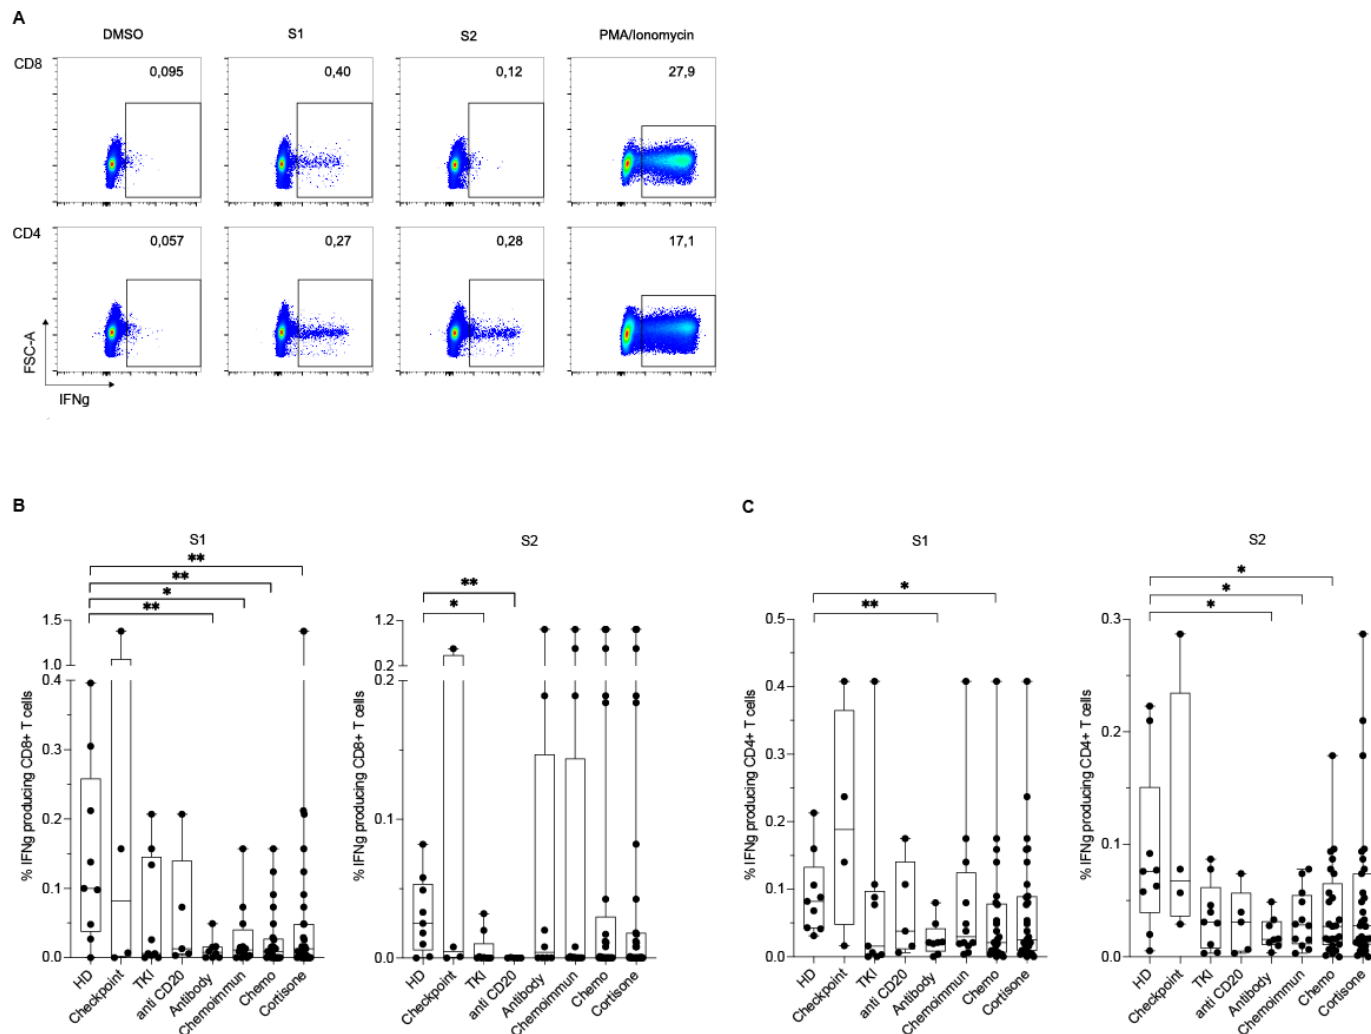 A
DMSO S1 S2 PMA/Ionomycin
CD8
0,095 0,40 0,12 27,9
CD4
0,057 0,27 0,28 17,1
FSC-A
IFNg
B
C
S1
S2
S1
S2
** ** * **
** *
* **
* * *
% IFNg producing CD8+ T cells
1.5
1.0
0.4
0.3
0.2
0.1
0.0
HD Checkpoint TKI anti CD20 Antibody Chemoimmun Chemo Cortisone
% IFNg producing CD8+ T cells
1.2
0.2
0.2
0.1
0.0
HD Checkpoint TKI anti CD20 Antibody Chemoimmun Chemo Cortisone
% IFNg producing CD4+ T cells
0.5
0.4
0.3
0.2
0.1
0.0
HD Checkpoint TKI anti CD20 Antibody Chemoimmun Chemo Cortisone
% IFNg producing CD4+ T cells
0.3
0.2
0.1
0.0
HD Checkpoint TKI anti CD20 Antibody Chemoimmun Chemo Cortisone